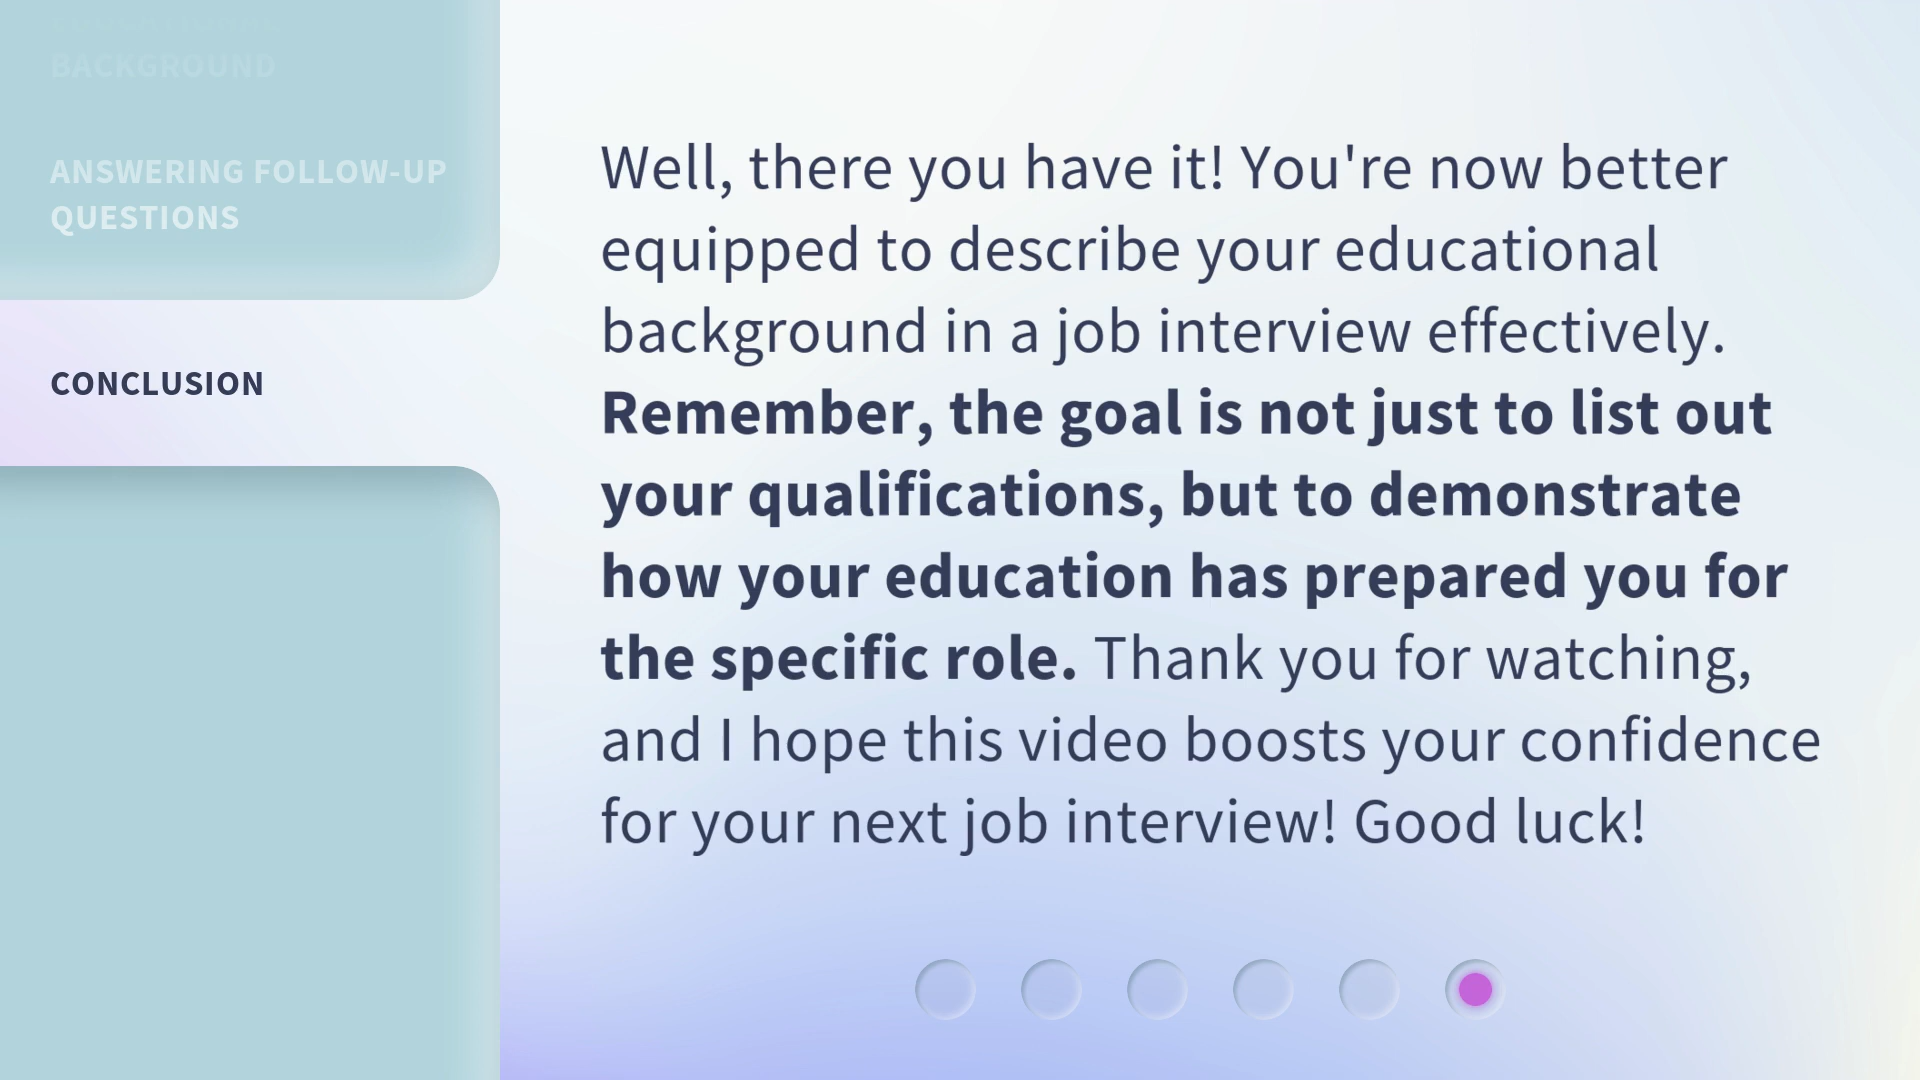 EDUCATIONAL
BACKGROUND
ANSWERING FOLLOW-UP
QUESTIONS
CONCLUSION
Well, there you have it! You're now better
equipped to describe your educational
background in a job interview effectively.
Remember, the goal is not just to list out
your qualifications, but to demonstrate
how your education has prepared you for
the specific role. Thank you for watching,
and I hope this video boosts your confidence
for your next job interview! Good luck!